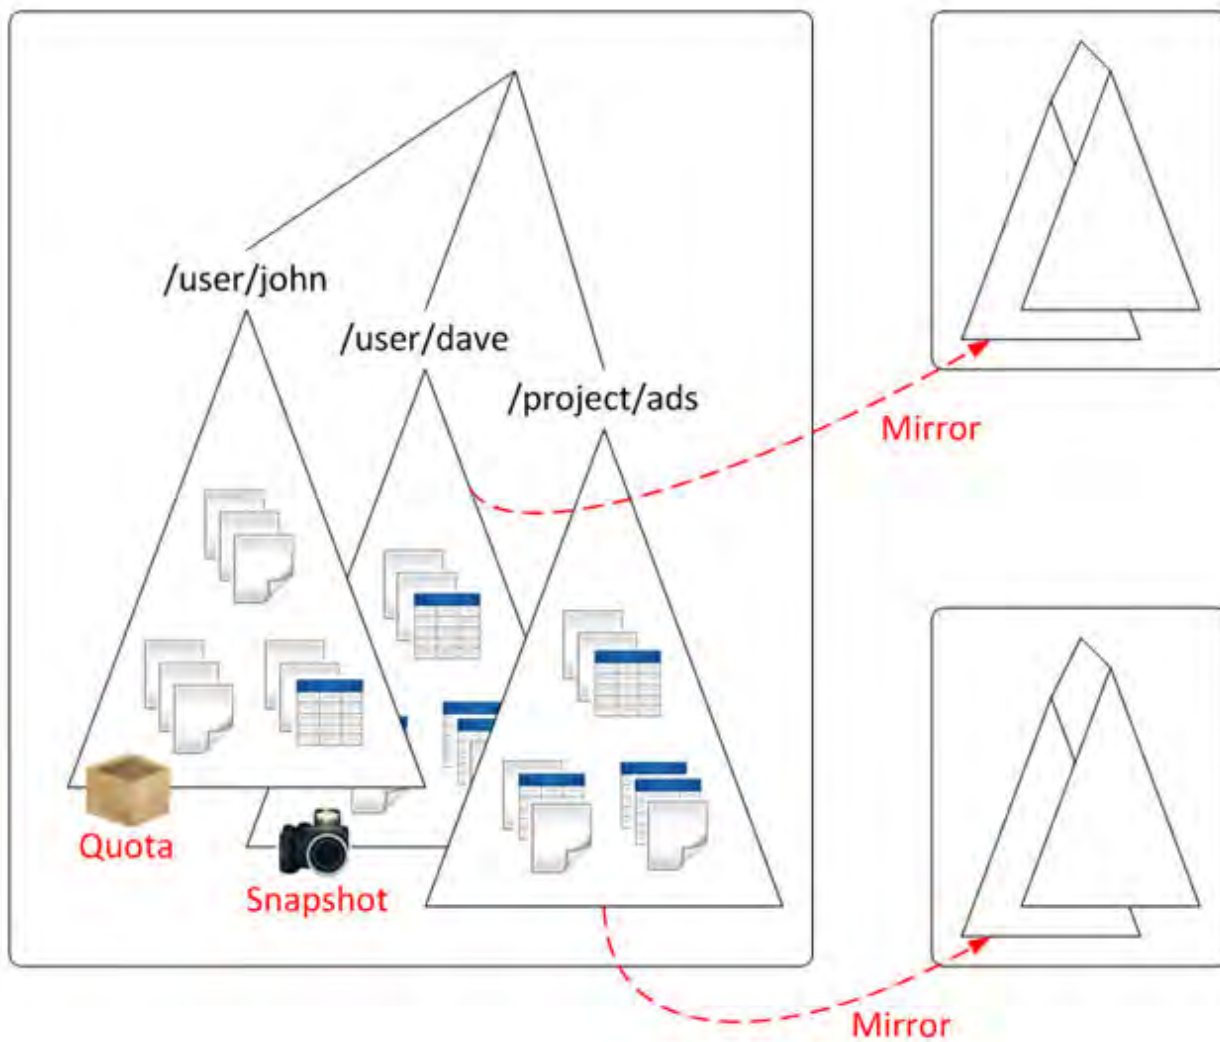 /user/john
/user/dave
/project/ads
Mirror
Quota
Snapshot
Mirror